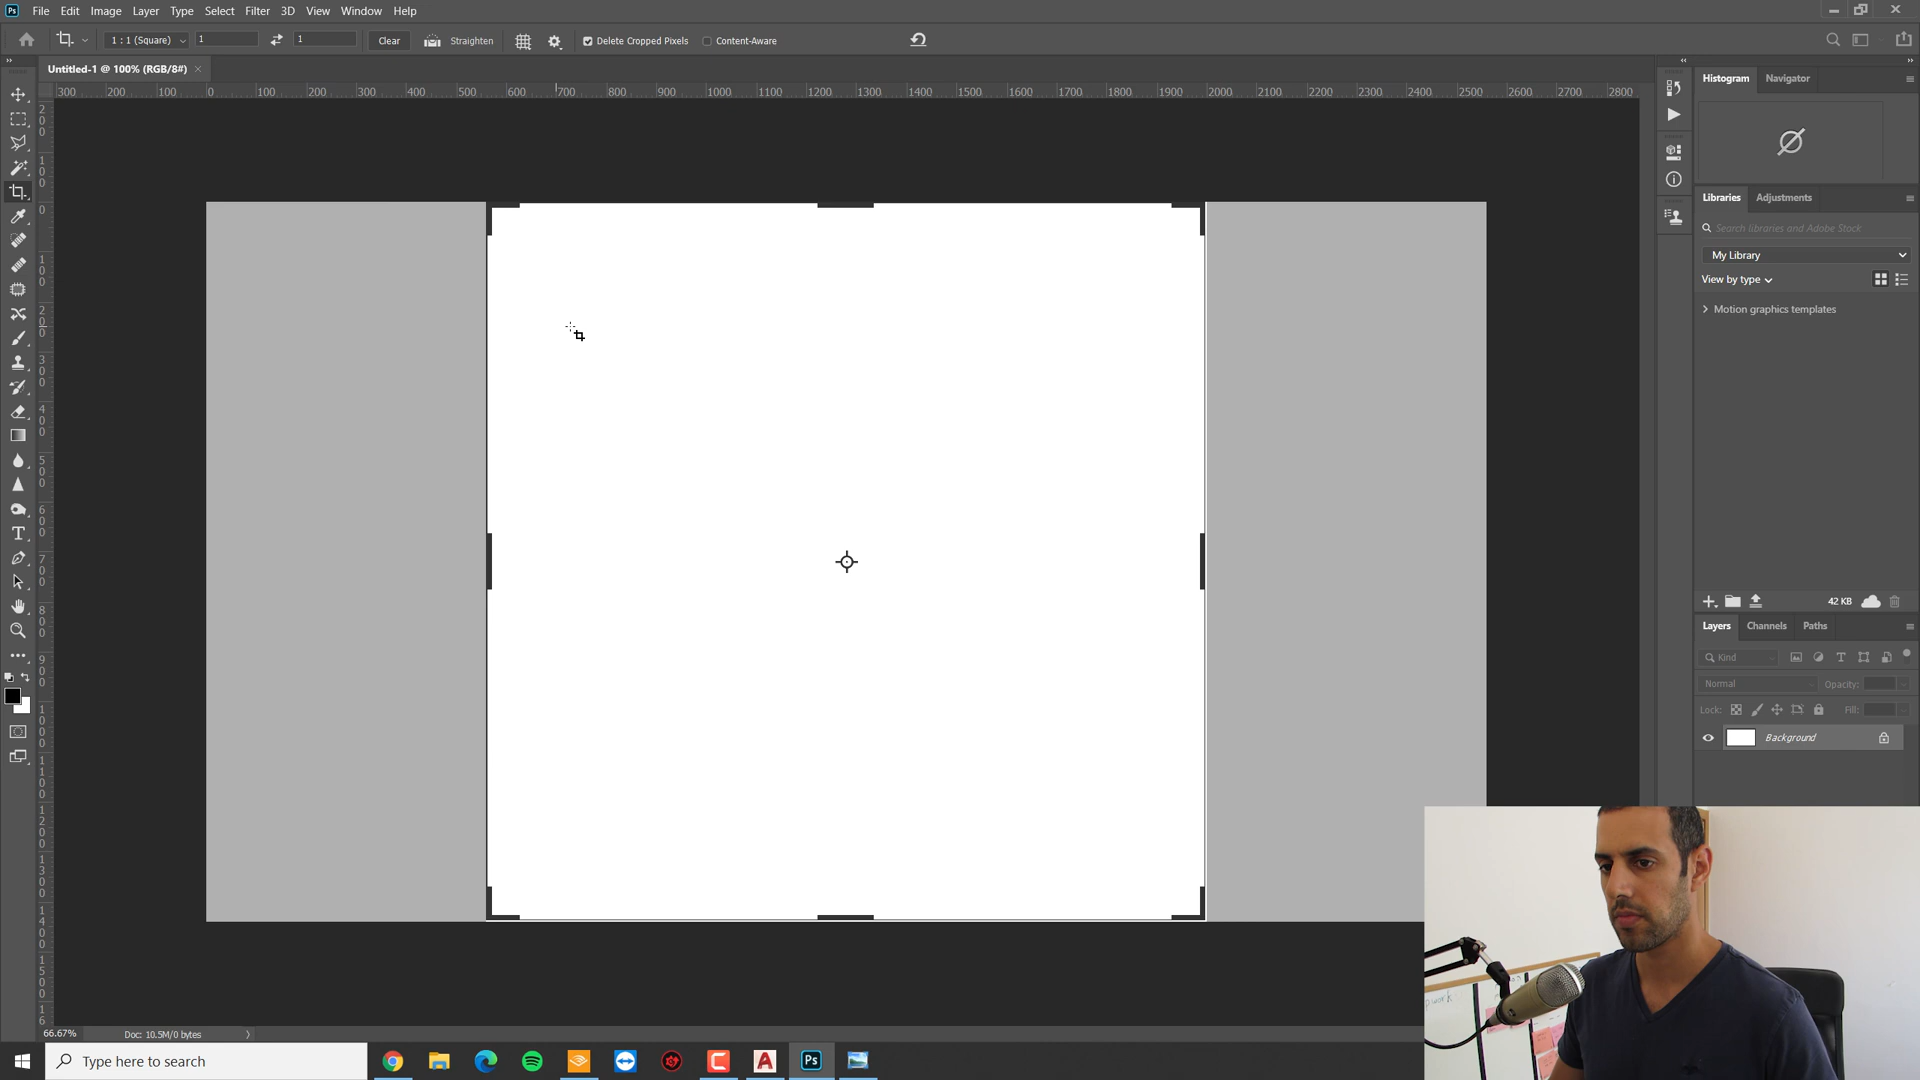 Ps File Edit Image Layer Type Select Filter 3D View Window Help
1 : 1 (Square) 1 1 Clear Straighten Delete Cropped Pixels Content-Aware
Untitled-1 @ 100% (RGB/8#)
300 200 100 0 100 200 300 400 500 600 700 800 900 1000 1100 1200 1300 1400 1500 1600 1700 1800 1900 2000 2100 2200 2300 2400 2500 2600 2700 2800
Histogram Navigator
Libraries Adjustments
Search libraries and Adobe Stock
My Library
View by type
Motion graphics templates
42 KB
Layers Channels Paths
Kind
Normal Opacity:
Lock: Fill:
Background
66.67% Doc: 10.5M/0 bytes
Type here to search
Ps